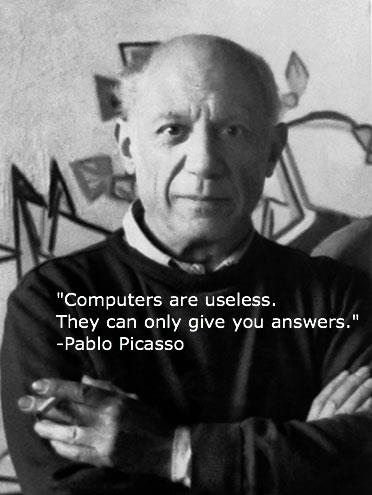 "Computers are useless.
They can only give you answers."
-Pablo Picasso